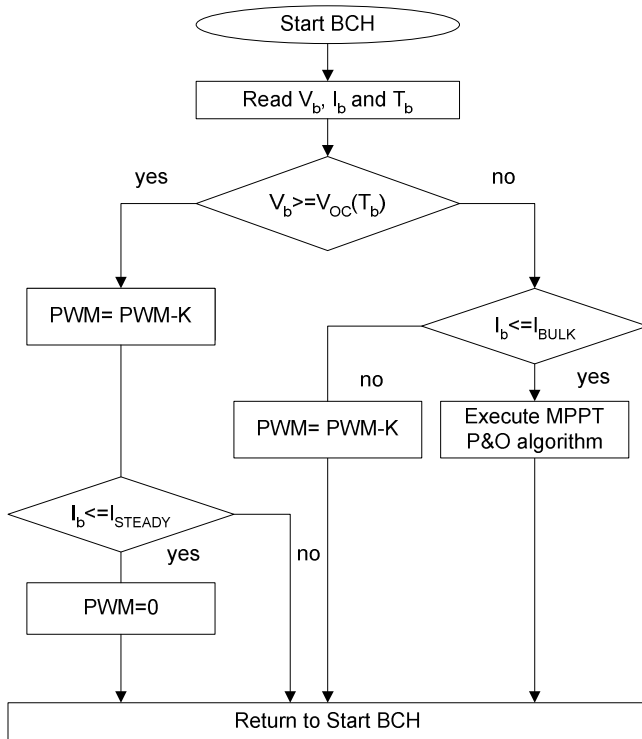 Start BCH
Read V_b, I_b and T_b
yes
no
V_b>=V_OC(T_b)
PWM= PWM-K
I_b<=I_BULK
no
yes
PWM= PWM-K
Execute MPPT
P&O algorithm
I_b<=I_STEADY
yes
no
PWM=0
Return to Start BCH